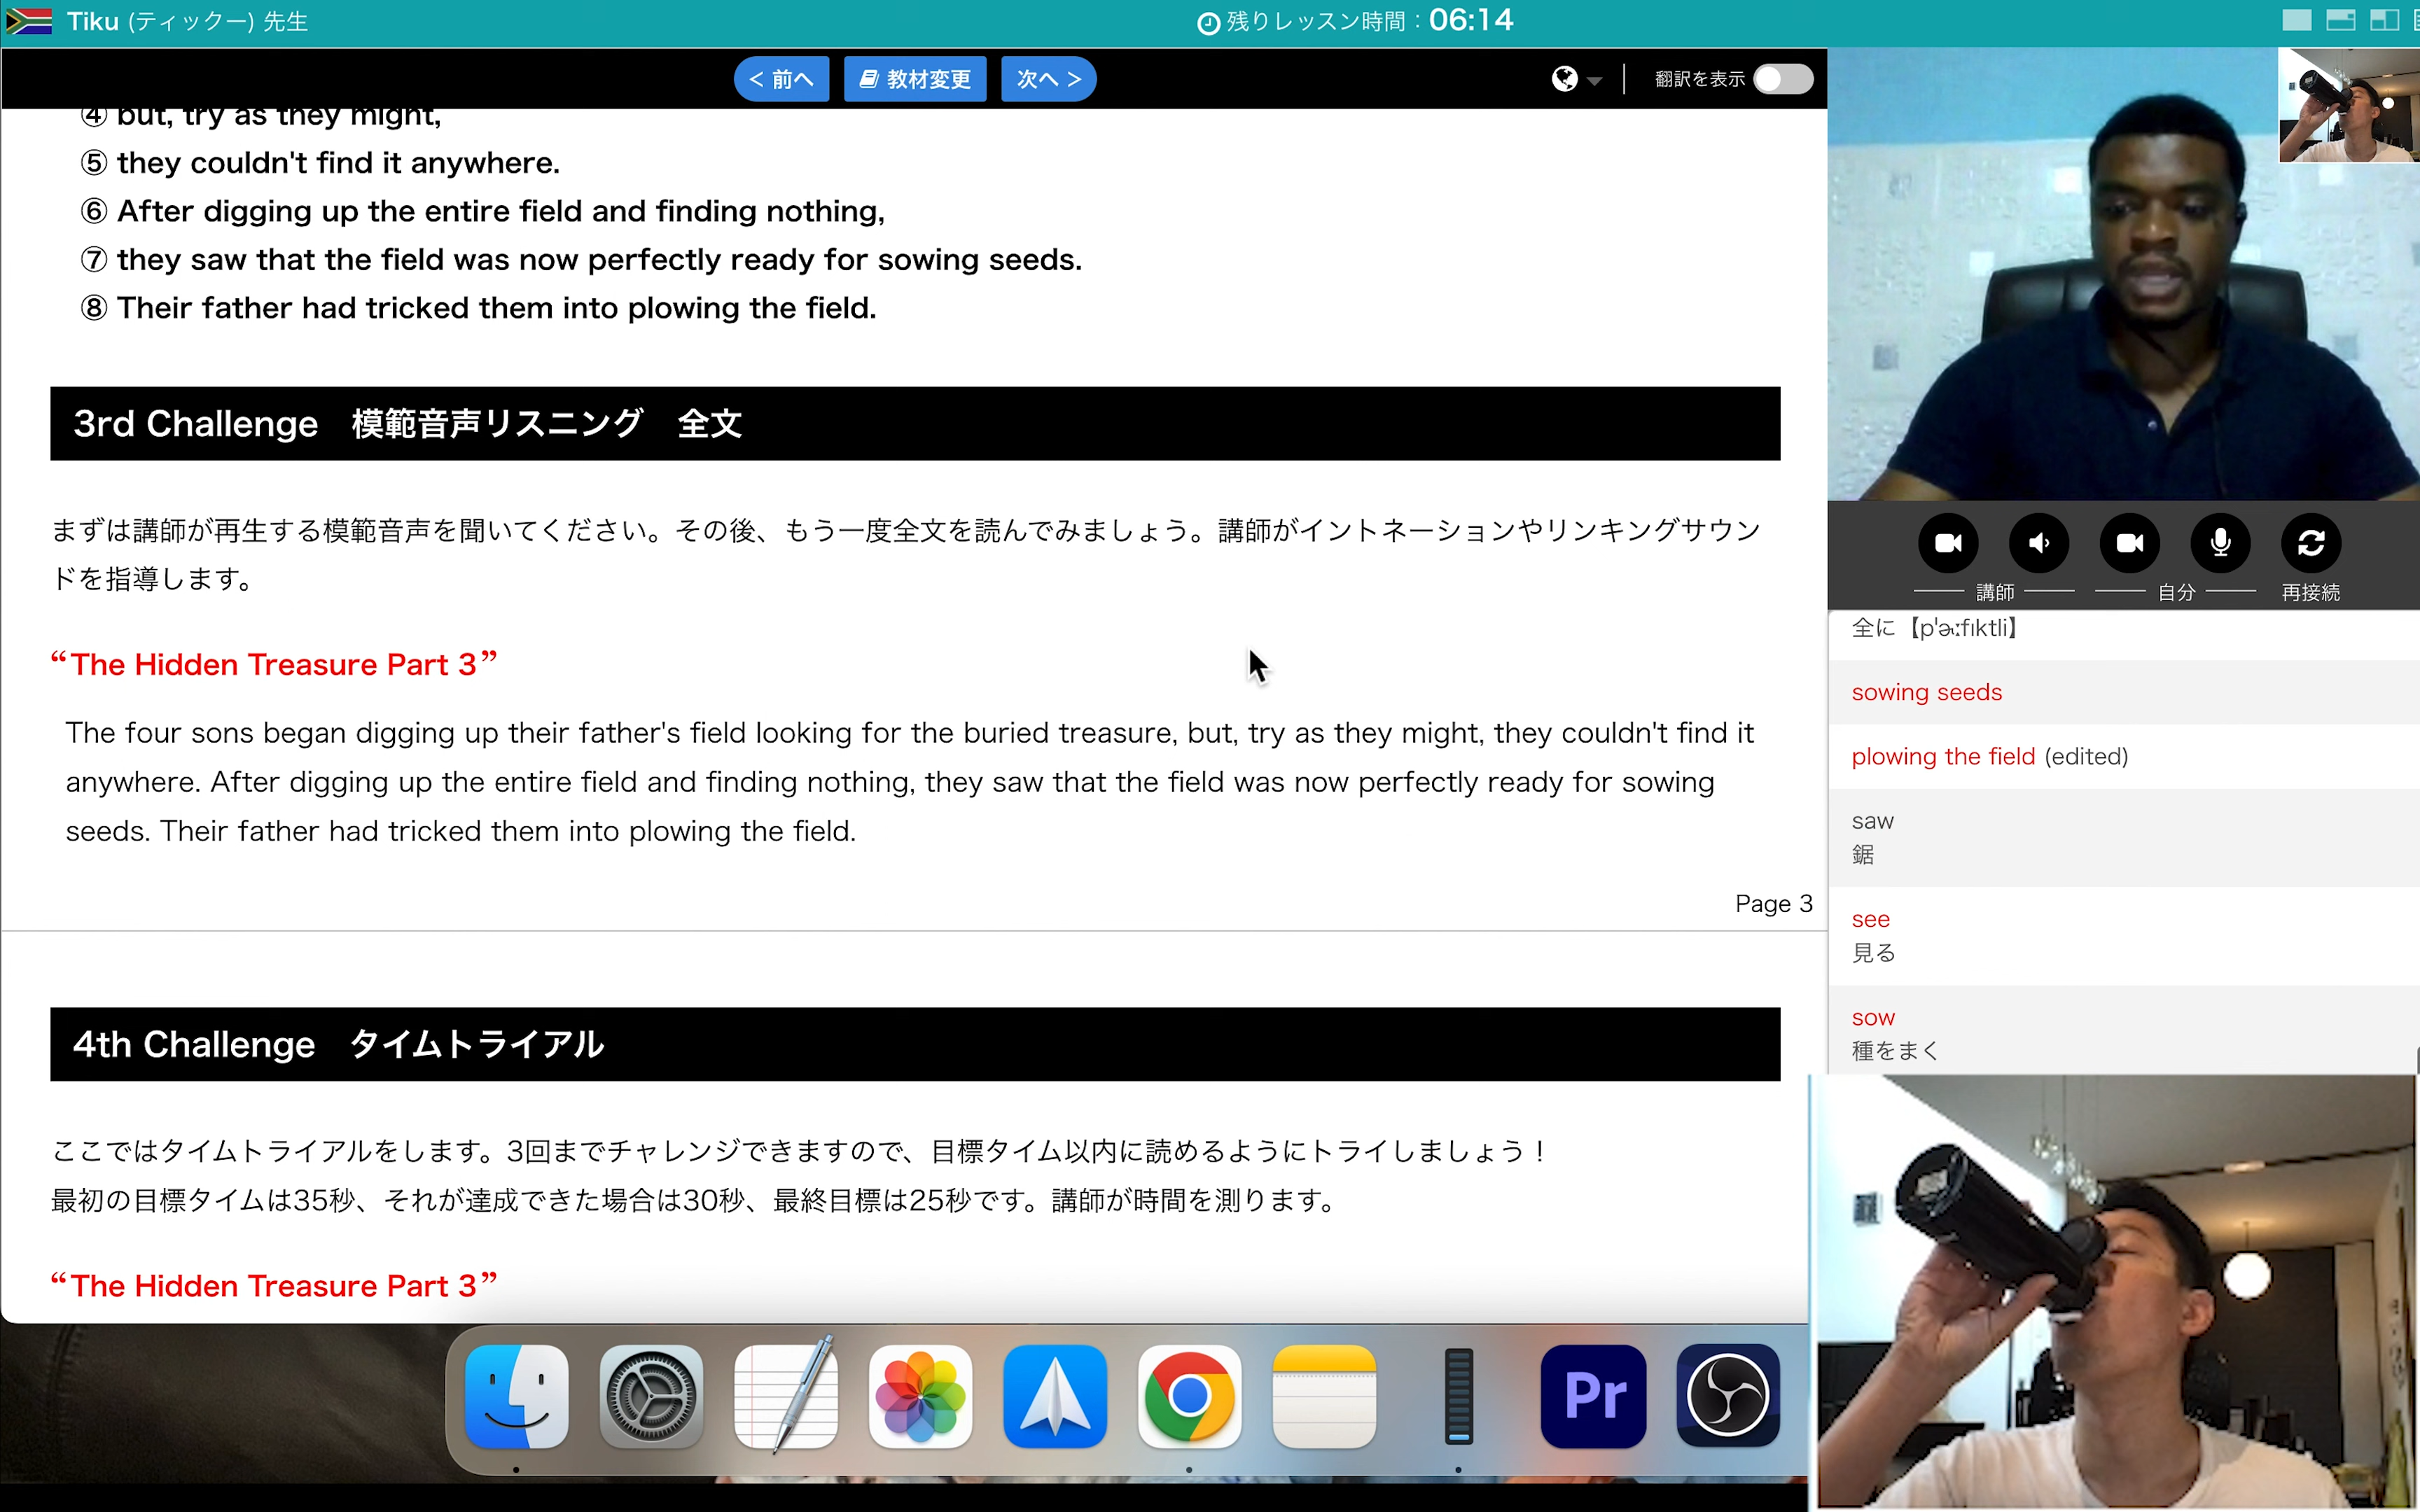 Tiku (ティックー) 先生
残りレッスン時間：06:14
< 前へ
教材変更
次へ >
翻訳を表示
④ but, try as they might,
⑤ they couldn't find it anywhere.
⑥ After digging up the entire field and finding nothing,
⑦ they saw that the field was now perfectly ready for sowing seeds.
⑧ Their father had tricked them into plowing the field.
3rd Challenge　模範音声リスニング　全文
まずは講師が再生する模範音声を聞いてください。その後、もう一度全文を読んでみましょう。講師がイントネーションやリンキングサウン
ドを指導します。
“The Hidden Treasure Part 3”
The four sons began digging up their father's field looking for the buried treasure, but, try as they might, they couldn't find it
anywhere. After digging up the entire field and finding nothing, they saw that the field was now perfectly ready for sowing
seeds. Their father had tricked them into plowing the field.
Page 3
4th Challenge　タイムトライアル
ここではタイムトライアルをします。3回までチャレンジできますので、目標タイム以内に読めるようにトライしましょう！
最初の目標タイムは35秒、それが達成できた場合は30秒、最終目標は25秒です。講師が時間を測ります。
“The Hidden Treasure Part 3”
講師
自分
再接続
全に【pˈɚːfɪktli】
sowing seeds
plowing the field (edited)
saw
鋸
see
見る
sow
種をまく
Pr